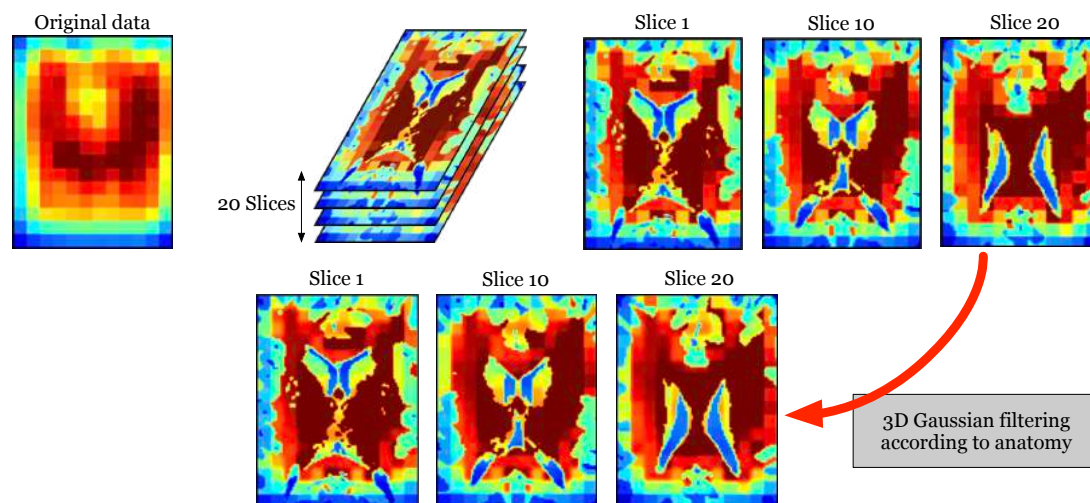 Original data
Slice 1
Slice 10
Slice 20
20 Slices
Slice 1
Slice 10
Slice 20
3D Gaussian filtering
according to anatomy